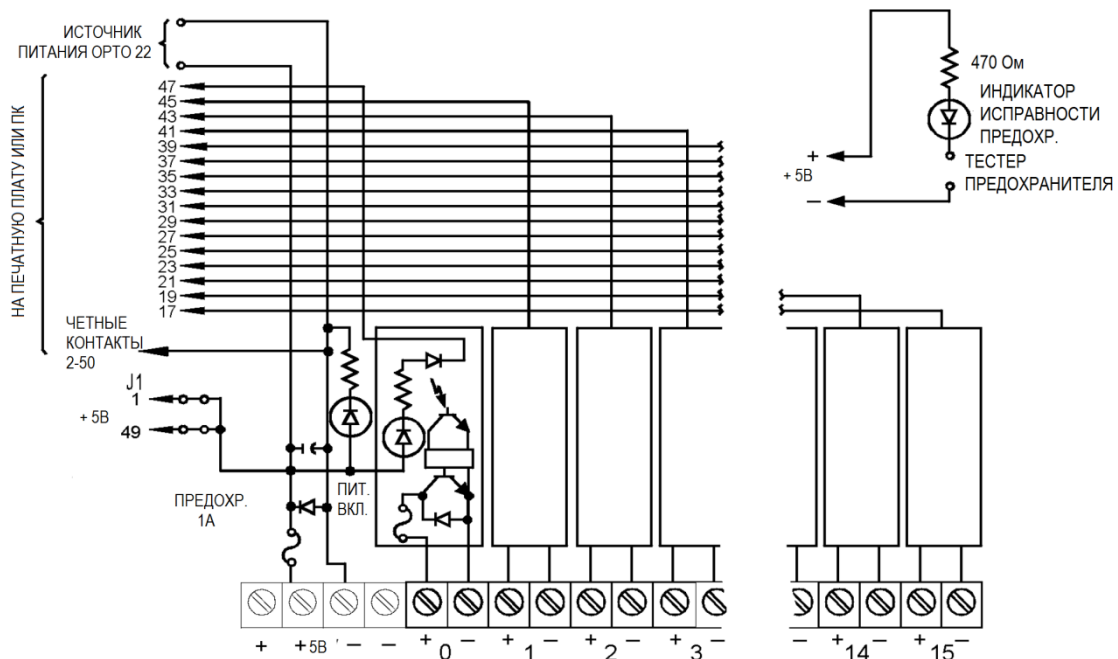 ИСТОЧНИК
ПИТАНИЯ ОРТО 22
НА ПЕЧАТНУЮ ПЛАТУ ИЛИ ПК
47
45
43
41
39
37
35
33
31
29
27
25
23
21
19
17
ЧЕТНЫЕ
КОНТАКТЫ
2-50
J1
1
+ 5В
49
ПРЕДОХР.
1А
ПИТ.
ВКЛ.
470 Ом
ИНДИКАТОР
ИСПРАВНОСТИ
ПРЕДОХР.
+
+ 5В
–
ТЕСТЕР
ПРЕДОХРАНИТЕЛЯ
+ +5В ' – – + 0 – + 1 – + 2 – + 3 – – + 14 – + 15 –